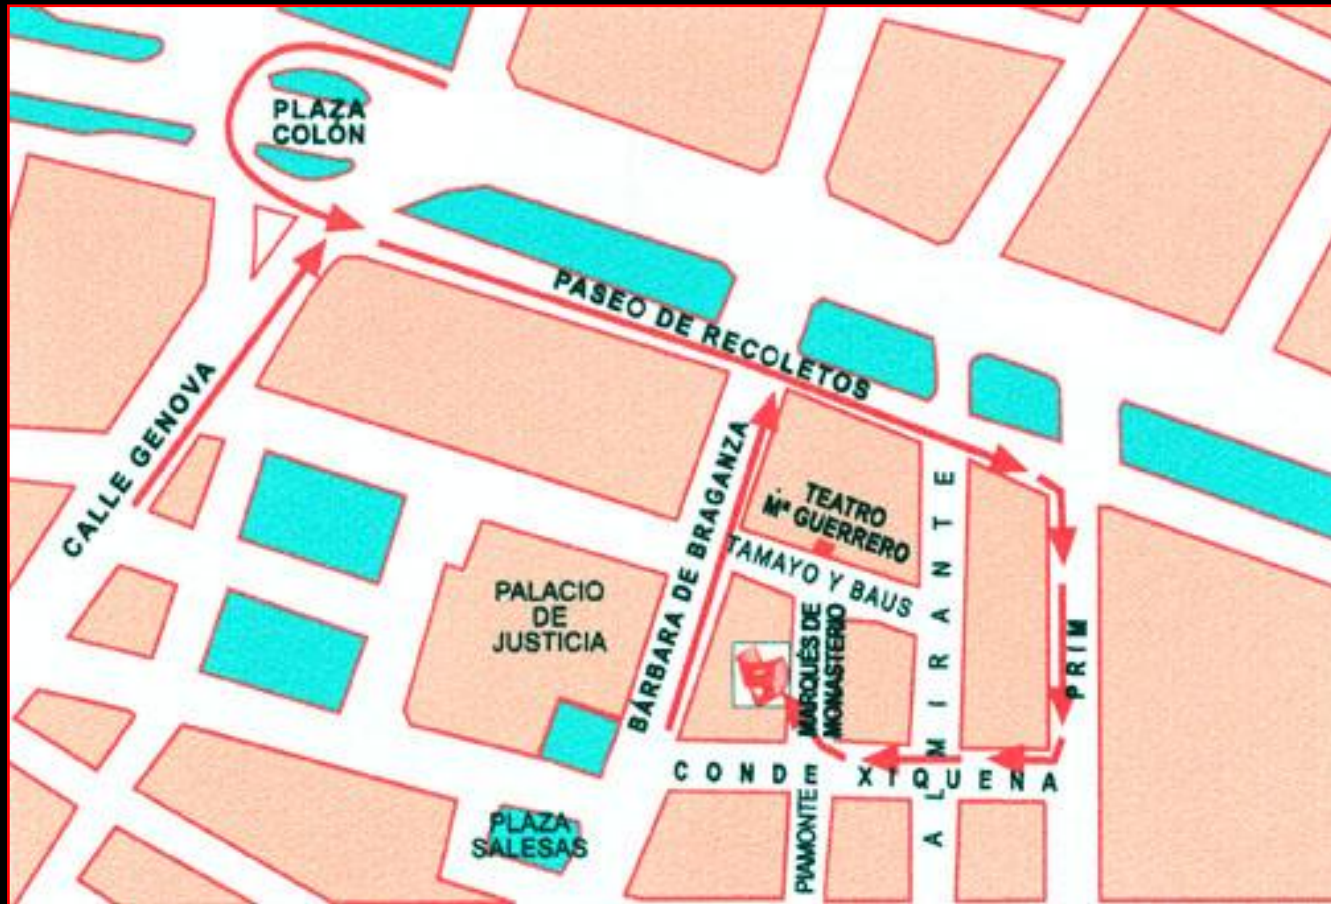 PLAZA
COLÓN
PASEO DE RECOLETOS
CALLE GENOVA
BÁRBARA DE BRAGANZA
TEATRO
Mª GUERRERO
TAMAYO Y BAUS
ALMIRANTE
PALACIO
DE
JUSTICIA
MARQUÉS DE
MONASTERIO
PRIM
CONDE XIQUENA
PIAMONTE
PLAZA
SALESAS